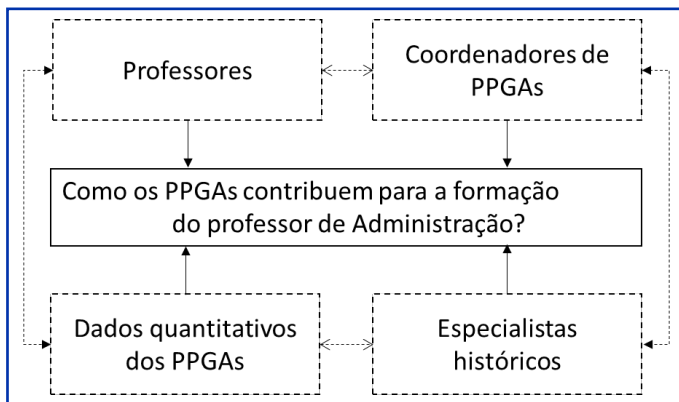 Professores
Coordenadores de
PPGAs
Como os PPGAs contribuem para a formação
do professor de Administração?
Dados quantitativos
dos PPGAs
Especialistas
históricos